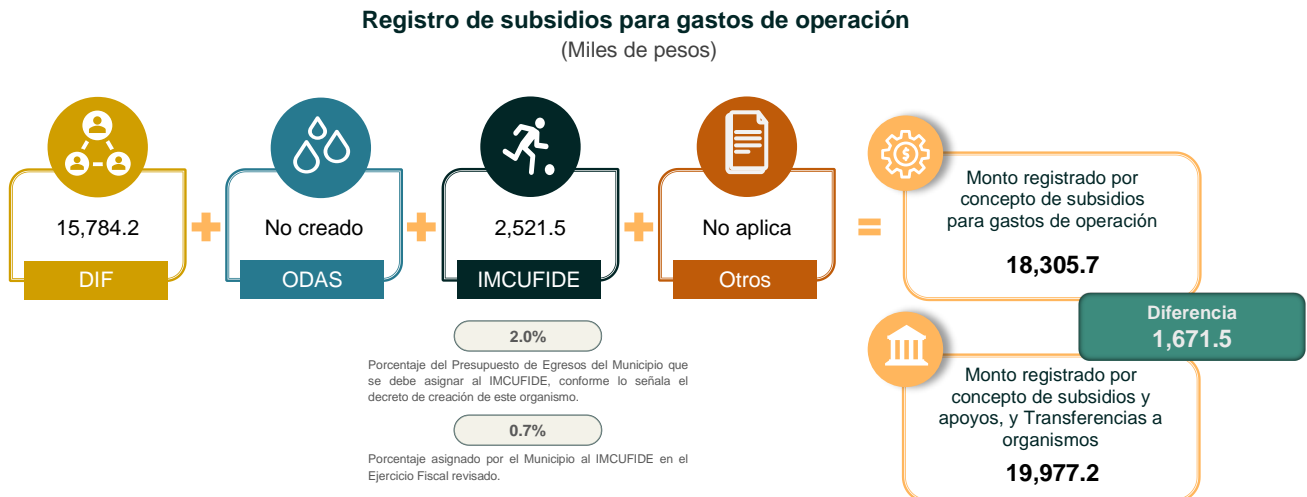 Registro de subsidios para gastos de operación
(Miles de pesos)
15,784.2
DIF
No creado
ODAS
2,521.5
IMCUFIDE
No aplica
Otros
2.0%
Porcentaje del Presupuesto de Egresos del Municipio que
se debe asignar al IMCUFIDE, conforme lo señala el
decreto de creación de este organismo.
0.7%
Porcentaje asignado por el Municipio al IMCUFIDE en el
Ejercicio Fiscal revisado.
Monto registrado por
concepto de subsidios
para gastos de operación
18,305.7
Diferencia
1,671.5
Monto registrado por
concepto de subsidios y
apoyos, y Transferencias a
organismos
19,977.2